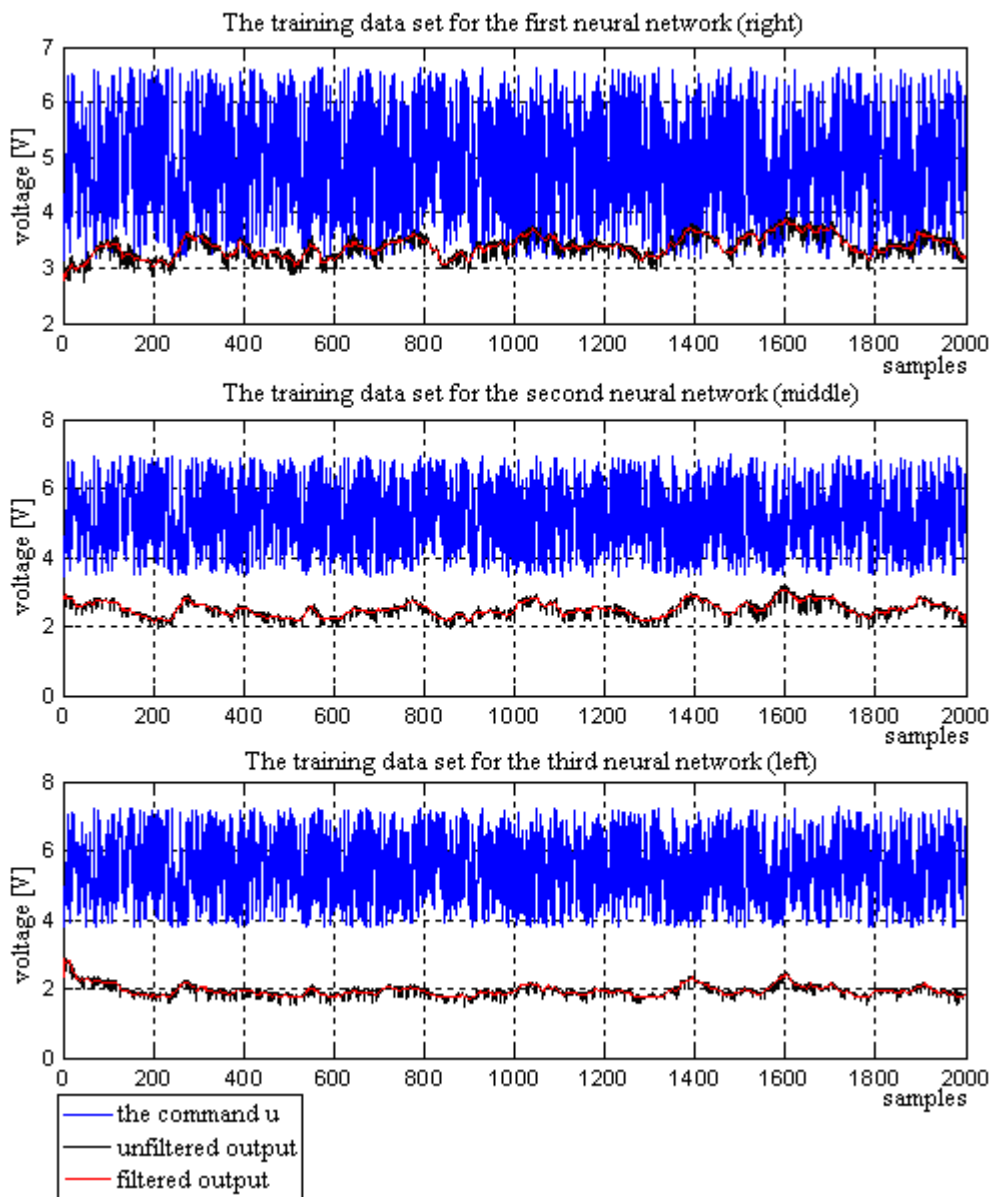 The training data set for the first neural network (right)
7
6
5
4
3
2
voltage [V]
0 200 400 600 800 1000 1200 1400 1600 1800 2000
samples
The training data set for the second neural network (middle)
8
6
4
2
0
voltage [V]
0 200 400 600 800 1000 1200 1400 1600 1800 2000
samples
The training data set for the third neural network (left)
8
6
4
2
0
voltage [V]
0 200 400 600 800 1000 1200 1400 1600 1800 2000
samples
the command u
unfiltered output
filtered output